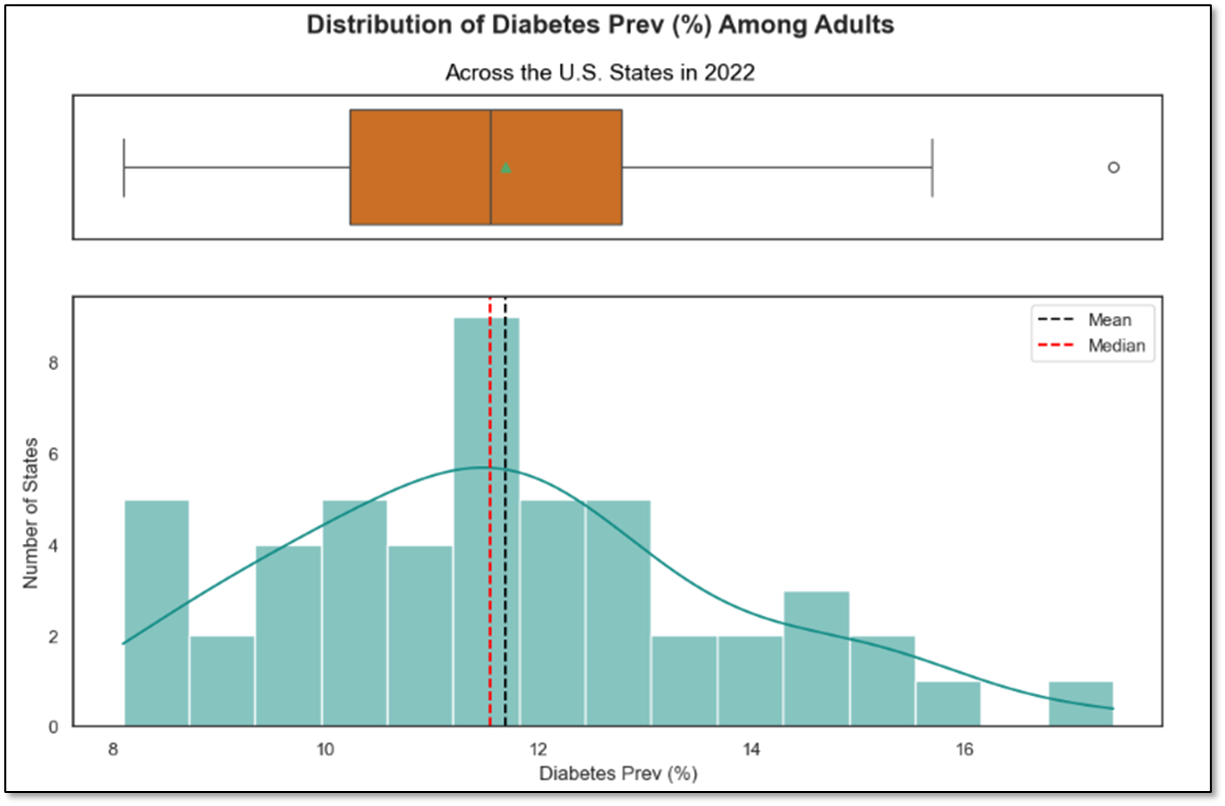 Distribution of Diabetes Prev (%) Among Adults
Across the U.S. States in 2022
Mean
Median
8
6
4
2
0
Number of States
8 10 12 14 16
Diabetes Prev (%)